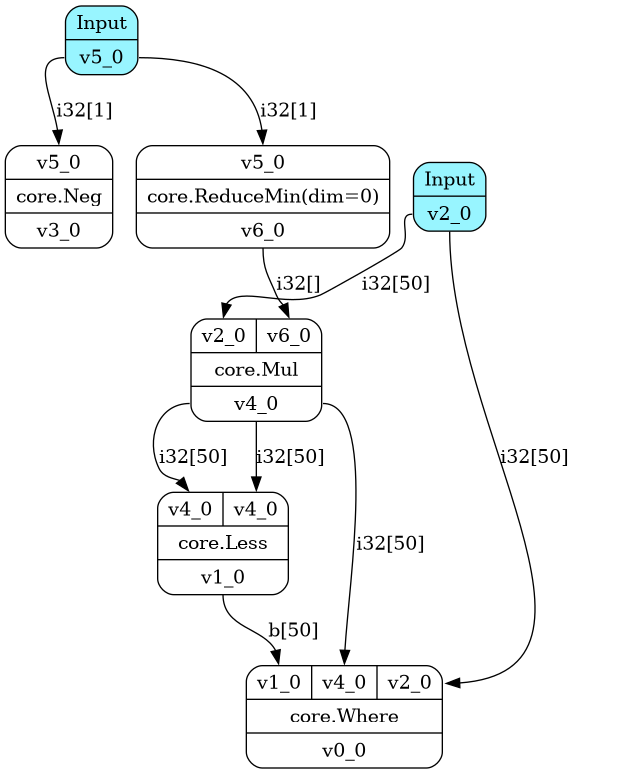 Input
v5_0
i32[1]
i32[1]
v5_0
core.Neg
v3_0
v5_0
core.ReduceMin(dim=0)
v6_0
Input
v2_0
i32[]
i32[50]
v2_0 v6_0
core.Mul
v4_0
i32[50]
i32[50]
i32[50]
v4_0 v4_0
core.Less
v1_0
i32[50]
b[50]
v1_0 v4_0 v2_0
core.Where
v0_0